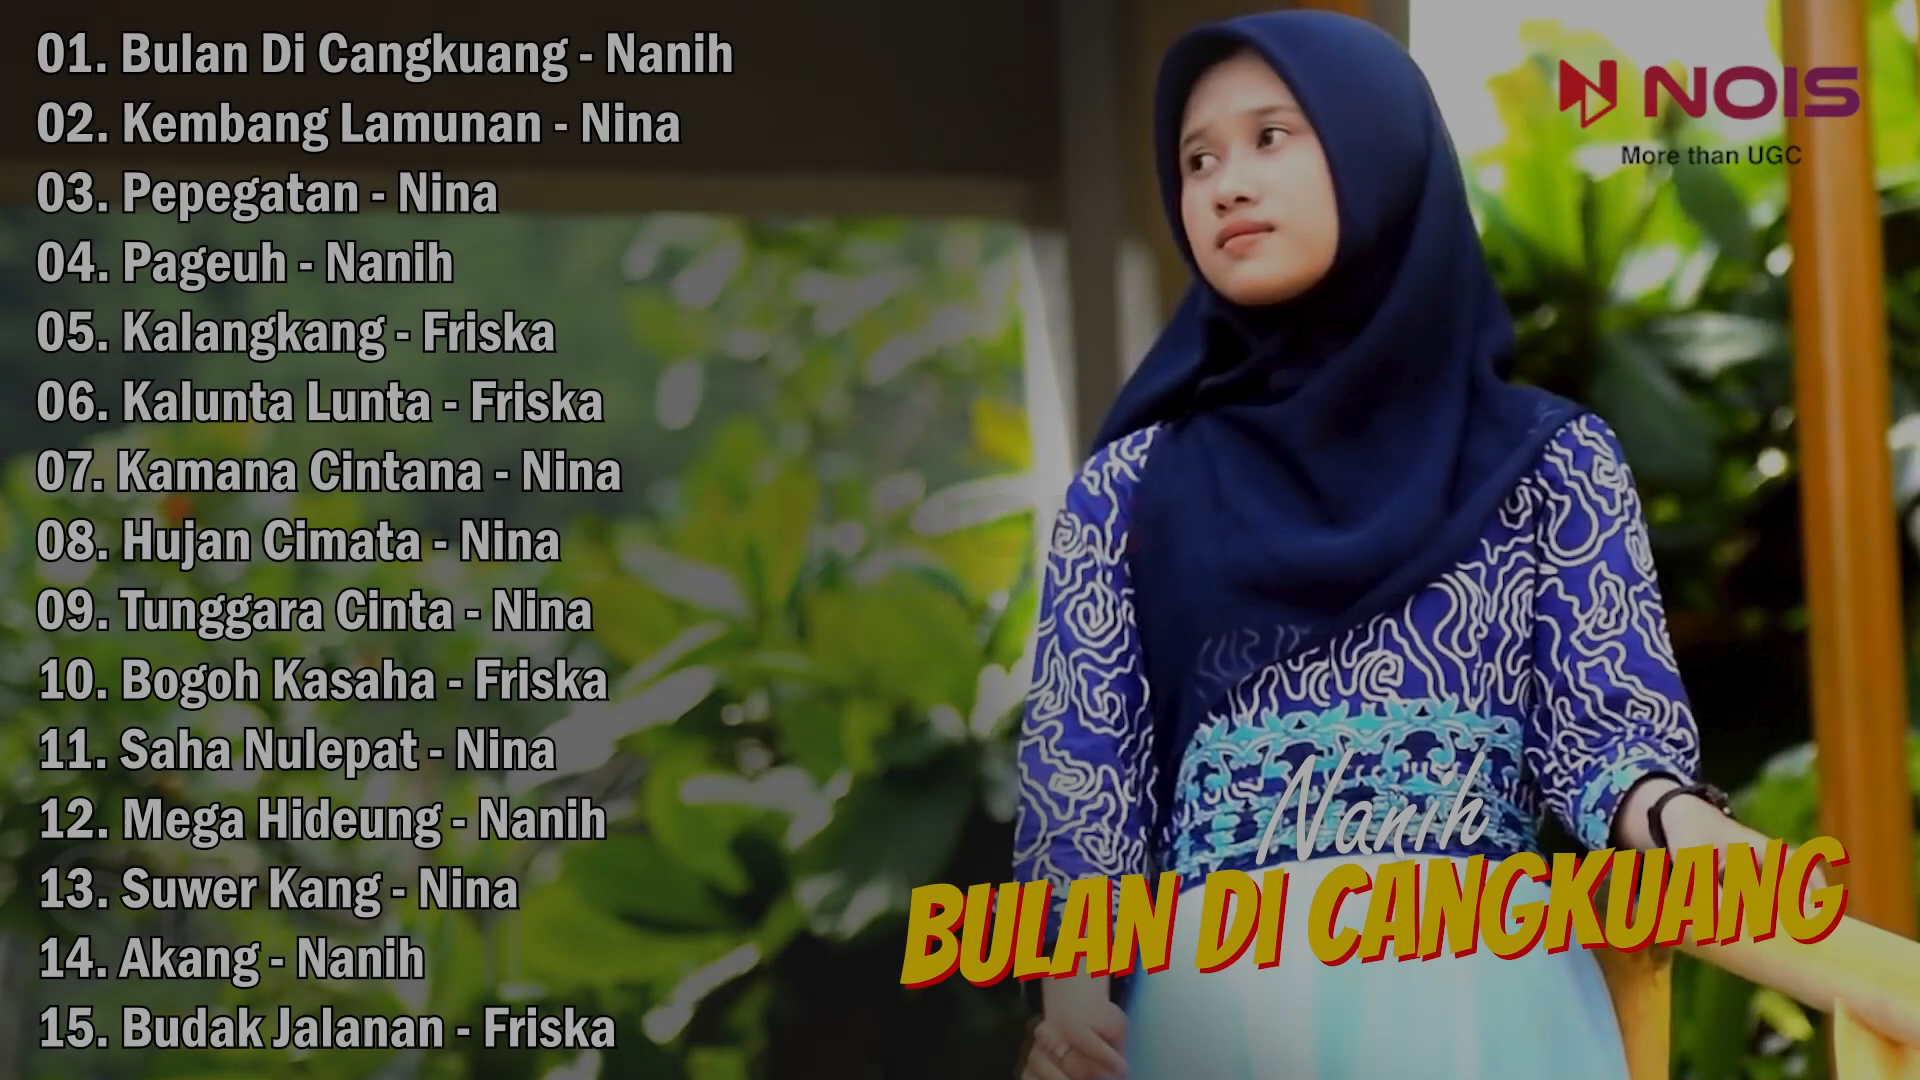 01. Bulan Di Cangkuang - Nanih
02. Kembang Lamunan - Nina
03. Pepegatan - Nina
04. Pageuh - Nanih
05. Kalangkang - Friska
06. Kalunta Lunta - Friska
07. Kamana Cintana - Nina
08. Hujan Cimata - Nina
09. Tunggara Cinta - Nina
10. Bogoh Kasaha - Friska
11. Saha Nulepat - Nina
12. Mega Hideung - Nanih
13. Suwer Kang - Nina
14. Akang - Nanih
15. Budak Jalanan - Friska
NOIS
More than UGC
Nanih
BULAN DI CANGKUANG